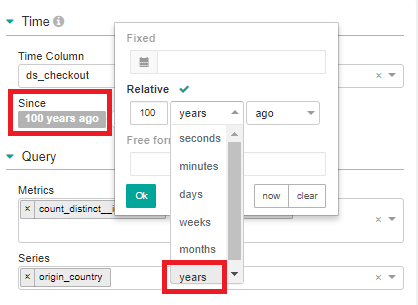 Time
Time Column
ds_checkout
Since
100 years ago
Query
Metrics
count_distinct__i
Series
origin_country
Fixed
Relative
100 years ago
Free form
seconds
minutes
days
weeks
months
years
Ok now clear